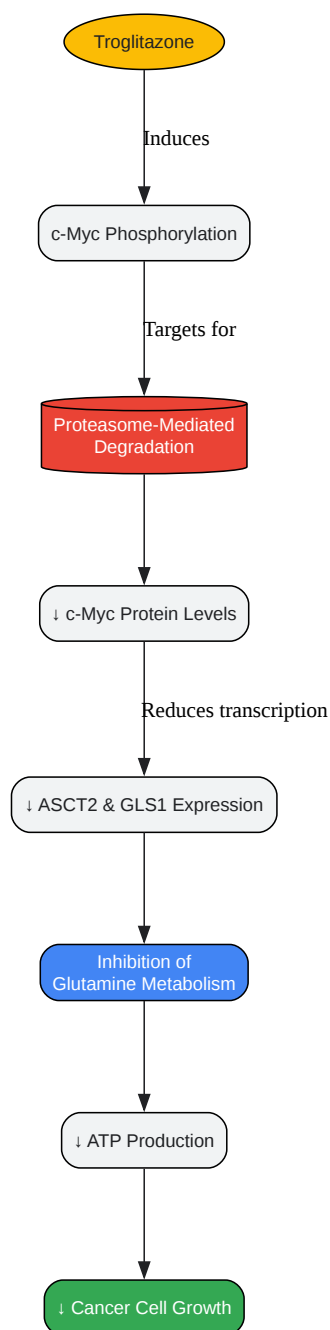 Troglitazone
Induces
c-Myc Phosphorylation
Targets for
Proteasome-Mediated
Degradation
↓ c-Myc Protein Levels
Reduces transcription
↓ ASCT2 & GLS1 Expression
Inhibition of
Glutamine Metabolism
↓ ATP Production
↓ Cancer Cell Growth